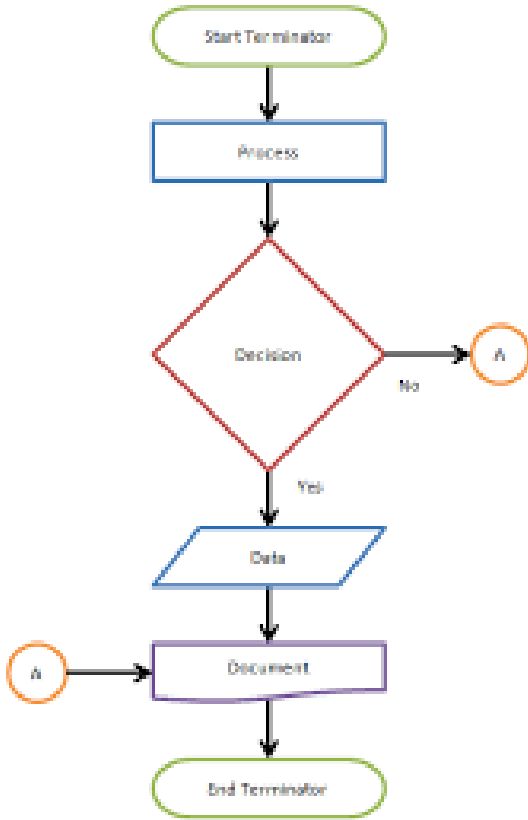 Start Terminator
Process
Decision
A
No
Yes
Data
A
Document
End Terminator